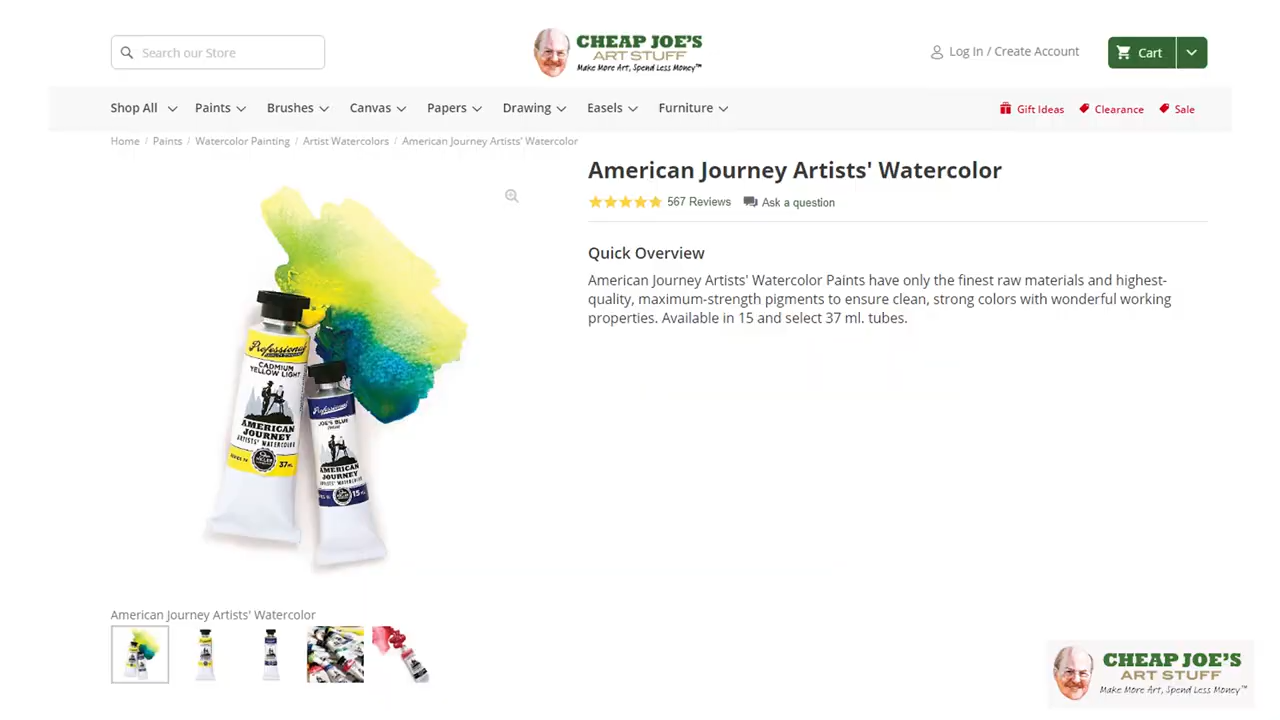 Search our Store
CHEAP JOE'S
ART STUFF
Make More Art, Spend Less Money™
Log In / Create Account
Cart
Shop All
Paints
Brushes
Canvas
Papers
Drawing
Easels
Furniture
Gift Ideas
Clearance
Sale
Home / Paints / Watercolor Painting / Artist Watercolors / American Journey Artists' Watercolor
American Journey Artists' Watercolor
567 Reviews
Ask a question
Quick Overview
American Journey Artists' Watercolor Paints have only the finest raw materials and highest-
quality, maximum-strength pigments to ensure clean, strong colors with wonderful working
properties. Available in 15 and select 37 ml. tubes.
Professional
CADMIUM
YELLOW LIGHT
AMERICAN
JOURNEY
ARTISTS' WATERCOLOR
37ml
Professional
JOE'S BLUE
AMERICAN
JOURNEY
ARTISTS' WATERCOLOR
American Journey Artists' Watercolor
CHEAP JOE'S
ART STUFF
Make More Art, Spend Less Money™